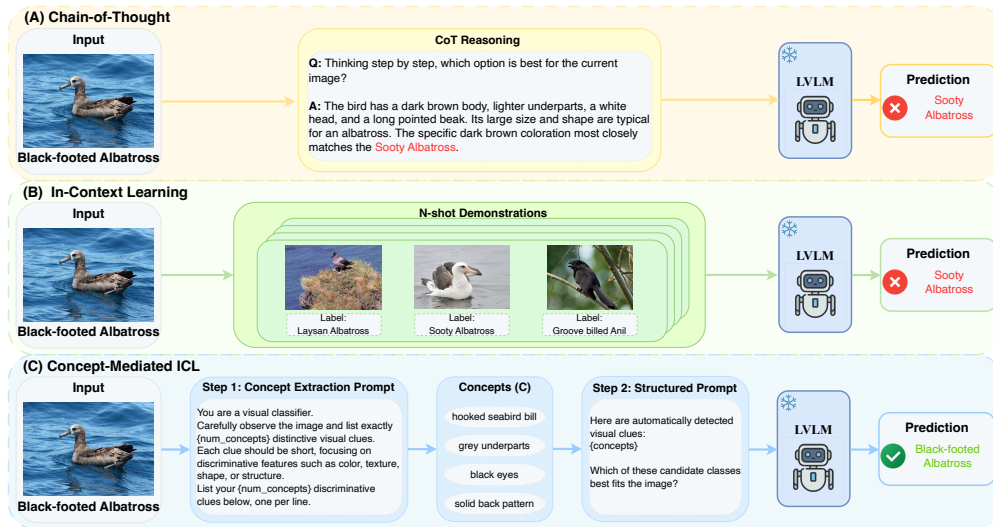 (A) Chain-of-Thought
Input
Black-footed Albatross
CoT Reasoning
Q: Thinking step by step, which option is best for the current
image?
A: The bird has a dark brown body, lighter underparts, a white
head, and a long pointed beak. Its large size and shape are typical
for an albatross. The specific dark brown coloration most closely
matches the Sooty Albatross.
LVLM
Prediction
Sooty
Albatross
(B) In-Context Learning
Input
Black-footed Albatross
N-shot Demonstrations
Label:
Laysan Albatross
Label:
Sooty Albatross
Label:
Groove billed Anil
LVLM
Prediction
Sooty
Albatross
(C) Concept-Mediated ICL
Input
Black-footed Albatross
Step 1: Concept Extraction Prompt
You are a visual classifier.
Carefully observe the image and list exactly
{num_concepts} distinctive visual clues.
Each clue should be short, focusing on
discriminative features such as color, texture,
shape, or structure.
List your {num_concepts} discriminative
clues below, one per line.
Concepts (C)
hooked seabird bill
grey underparts
black eyes
solid back pattern
Step 2: Structured Prompt
Here are automatically detected
visual clues:
{concepts}
Which of these candidate classes
best fits the image?
LVLM
Prediction
Black-footed
Albatross